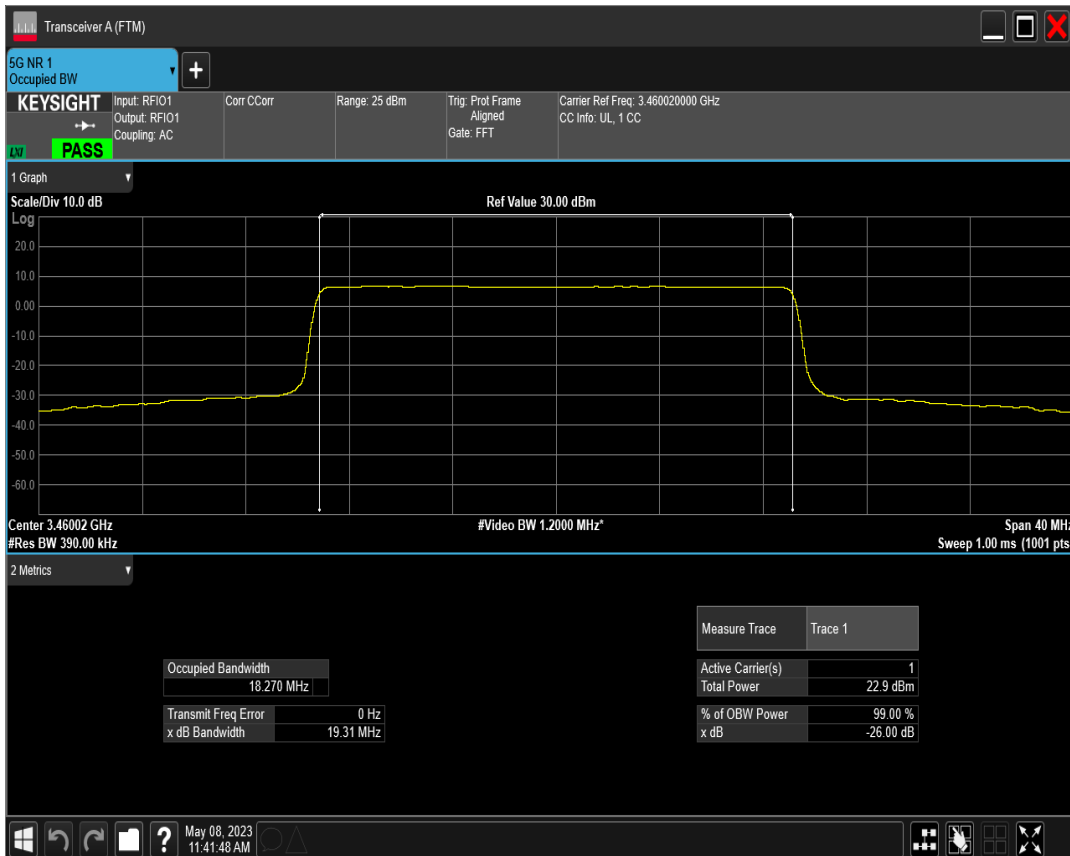 Transceiver A (FTM)
5G NR 1
Occupied BW
+
KEYSIGHT
LXI
PASS
Input: RFIO1
Output: RFIO1
Coupling: AC
Corr CCorr
Range: 25 dBm
Trig: Prot Frame
Aligned
Gate: FFT
Carrier Ref Freq: 3.460020000 GHz
CC Info: UL, 1 CC
1 Graph
Scale/Div 10.0 dB
Ref Value 30.00 dBm
Log
20.0
10.0
0.00
-10.0
-20.0
-30.0
-40.0
-50.0
-60.0
Center 3.46002 GHz
#Video BW 1.2000 MHz*
Span 40 MHz
#Res BW 390.00 kHz
Sweep 1.00 ms (1001 pts
2 Metrics
Measure Trace Trace 1
Occupied Bandwidth
18.270 MHz
Active Carrier(s) 1
Total Power 22.9 dBm
Transmit Freq Error 0 Hz
x dB Bandwidth 19.31 MHz
% of OBW Power 99.00 %
x dB -26.00 dB
?
May 08, 2023
11:41:48 AM